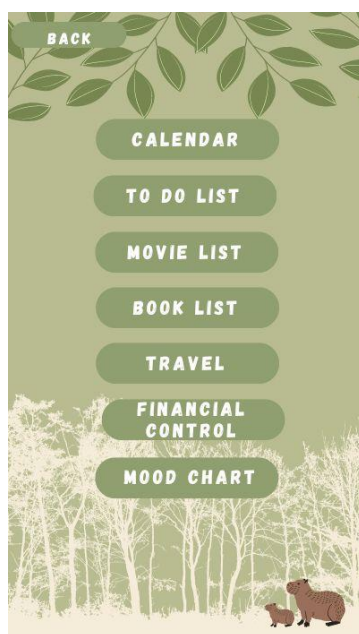 BACK
CALENDAR
TO DO LIST
MOVIE LIST
BOOK LIST
TRAVEL
FINANCIAL
CONTROL
MOOD CHART